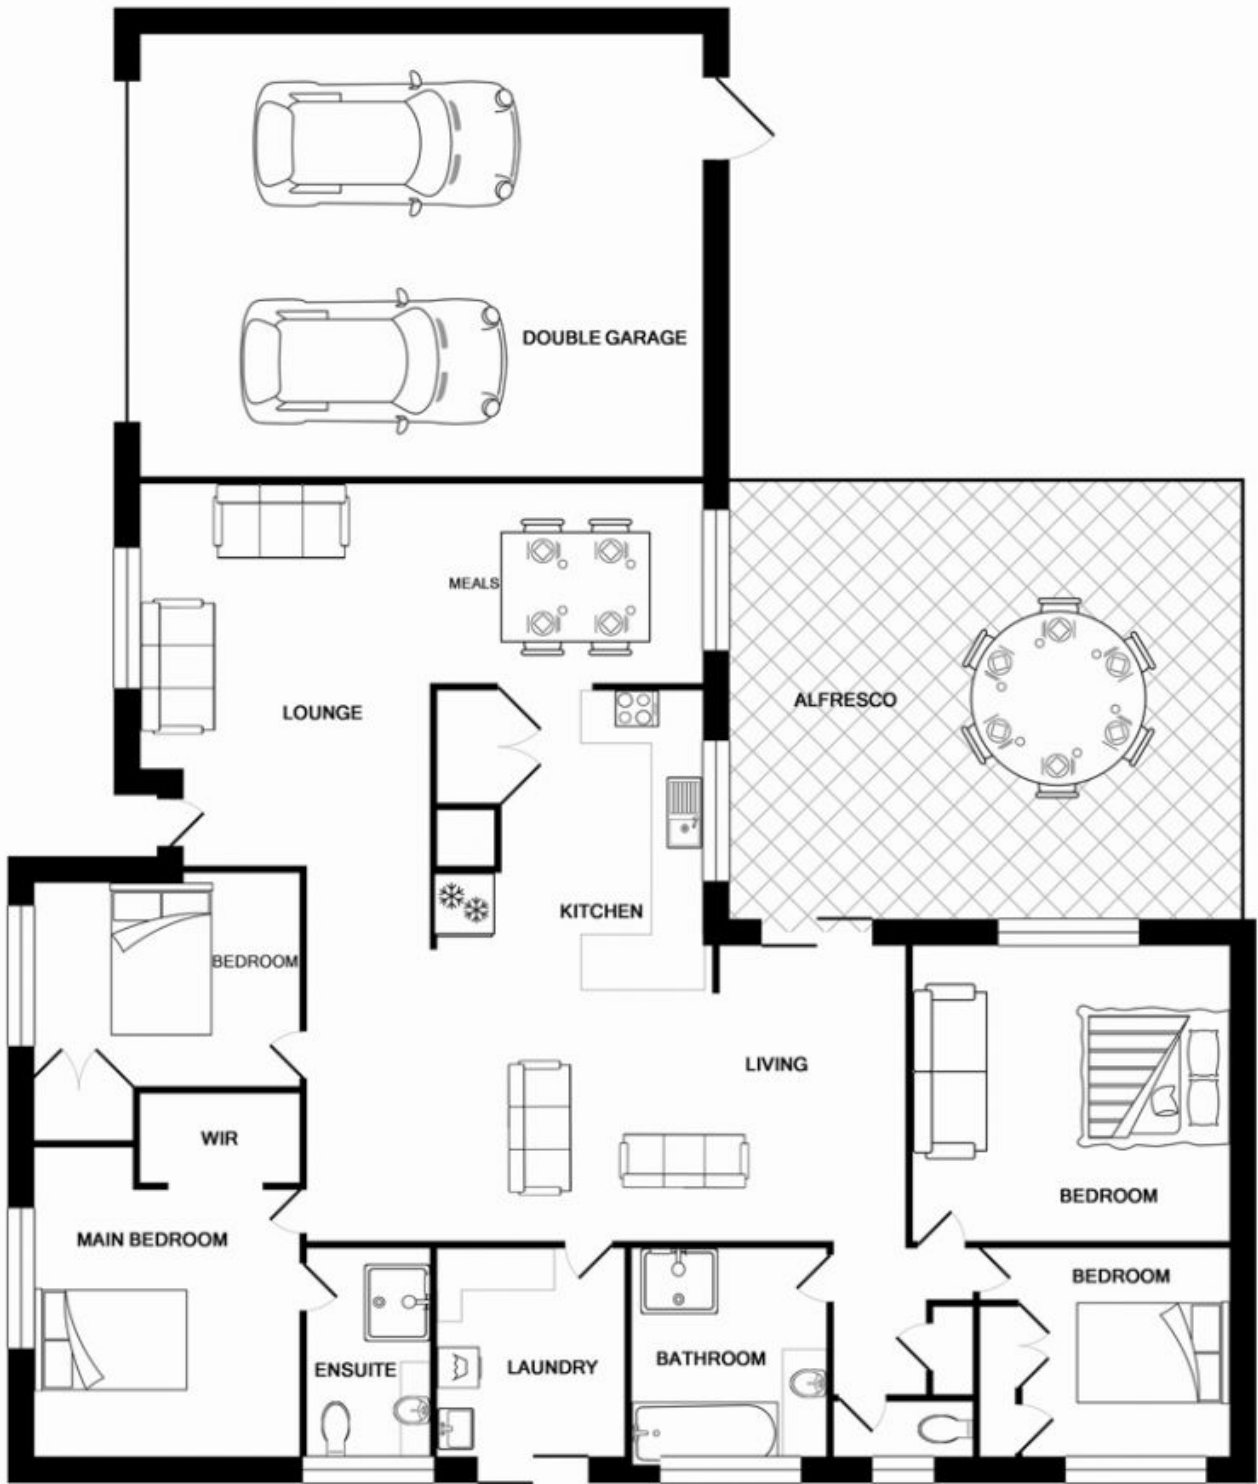 DOUBLE GARAGE
MEALS
LOUNGE
ALFRESCO
KITCHEN
BEDROOM
LIVING
WIR
BEDROOM
MAIN BEDROOM
BEDROOM
ENSUITE
LAUNDRY
BATHROOM